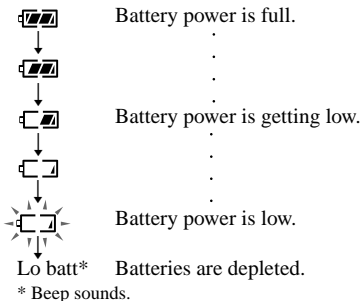 Battery power is full.
Battery power is getting low.
Battery power is low.
Lo batt* Batteries are depleted.
* Beep sounds.